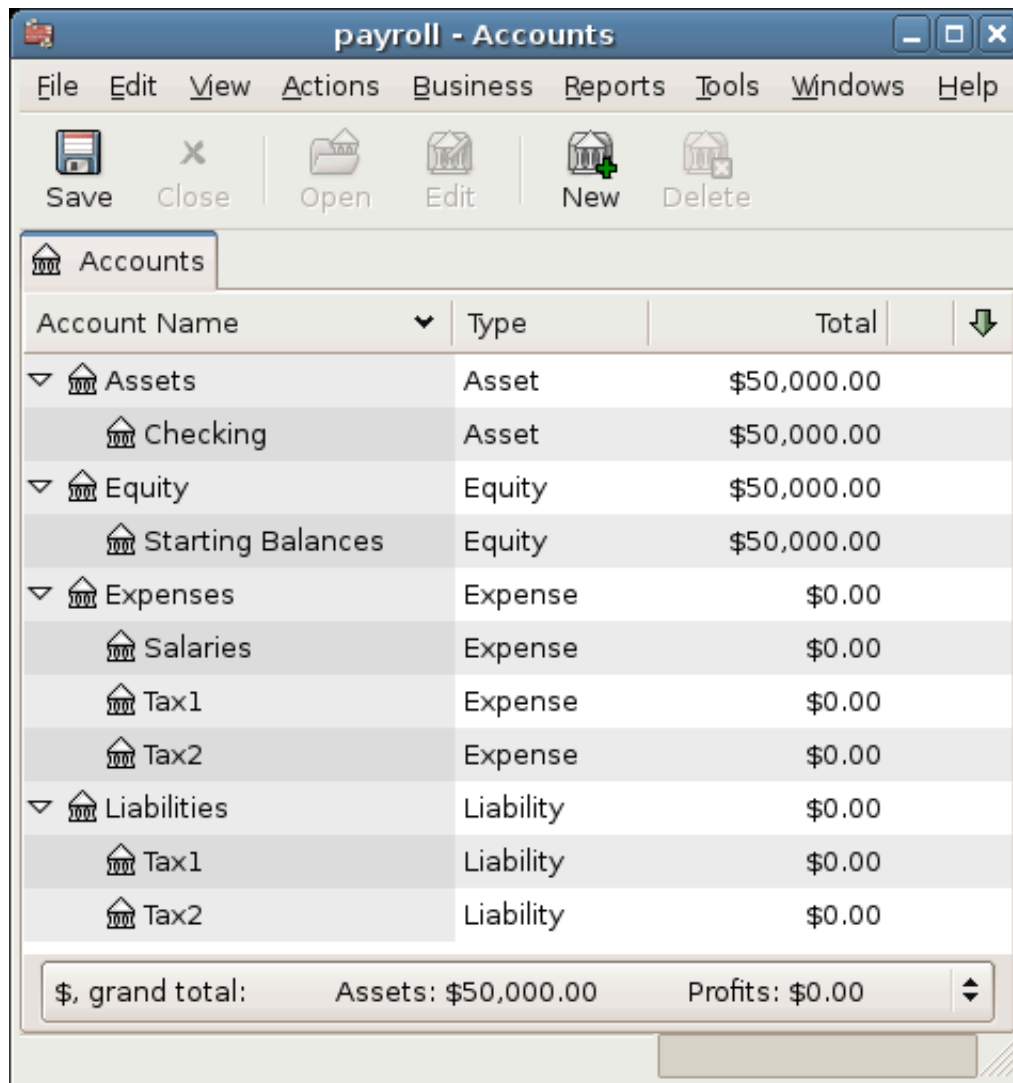 payroll - Accounts
File Edit View Actions Business Reports Tools Windows Help
Save Close Open Edit New Delete
Accounts
Account Name Type Total
Assets Asset $50,000.00
Checking Asset $50,000.00
Equity Equity $50,000.00
Starting Balances Equity $50,000.00
Expenses Expense $0.00
Salaries Expense $0.00
Tax1 Expense $0.00
Tax2 Expense $0.00
Liabilities Liability $0.00
Tax1 Liability $0.00
Tax2 Liability $0.00
$, grand total: Assets: $50,000.00 Profits: $0.00